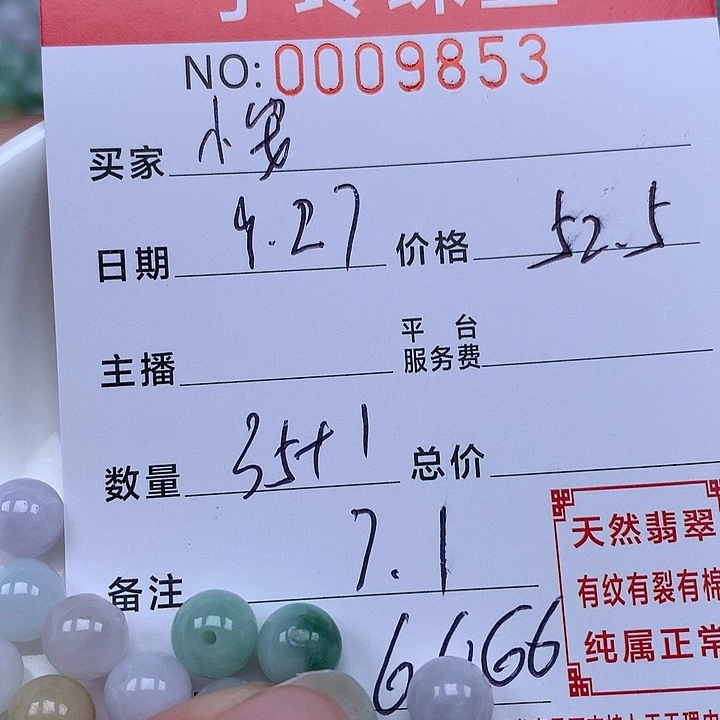 NO: 0009853
买家
日期 9.27 价格 52.5
主播 平台服务费
数量 35+1 总价
备注 7.1
6666
天然翡翠
有纹有裂有棉
纯属正常